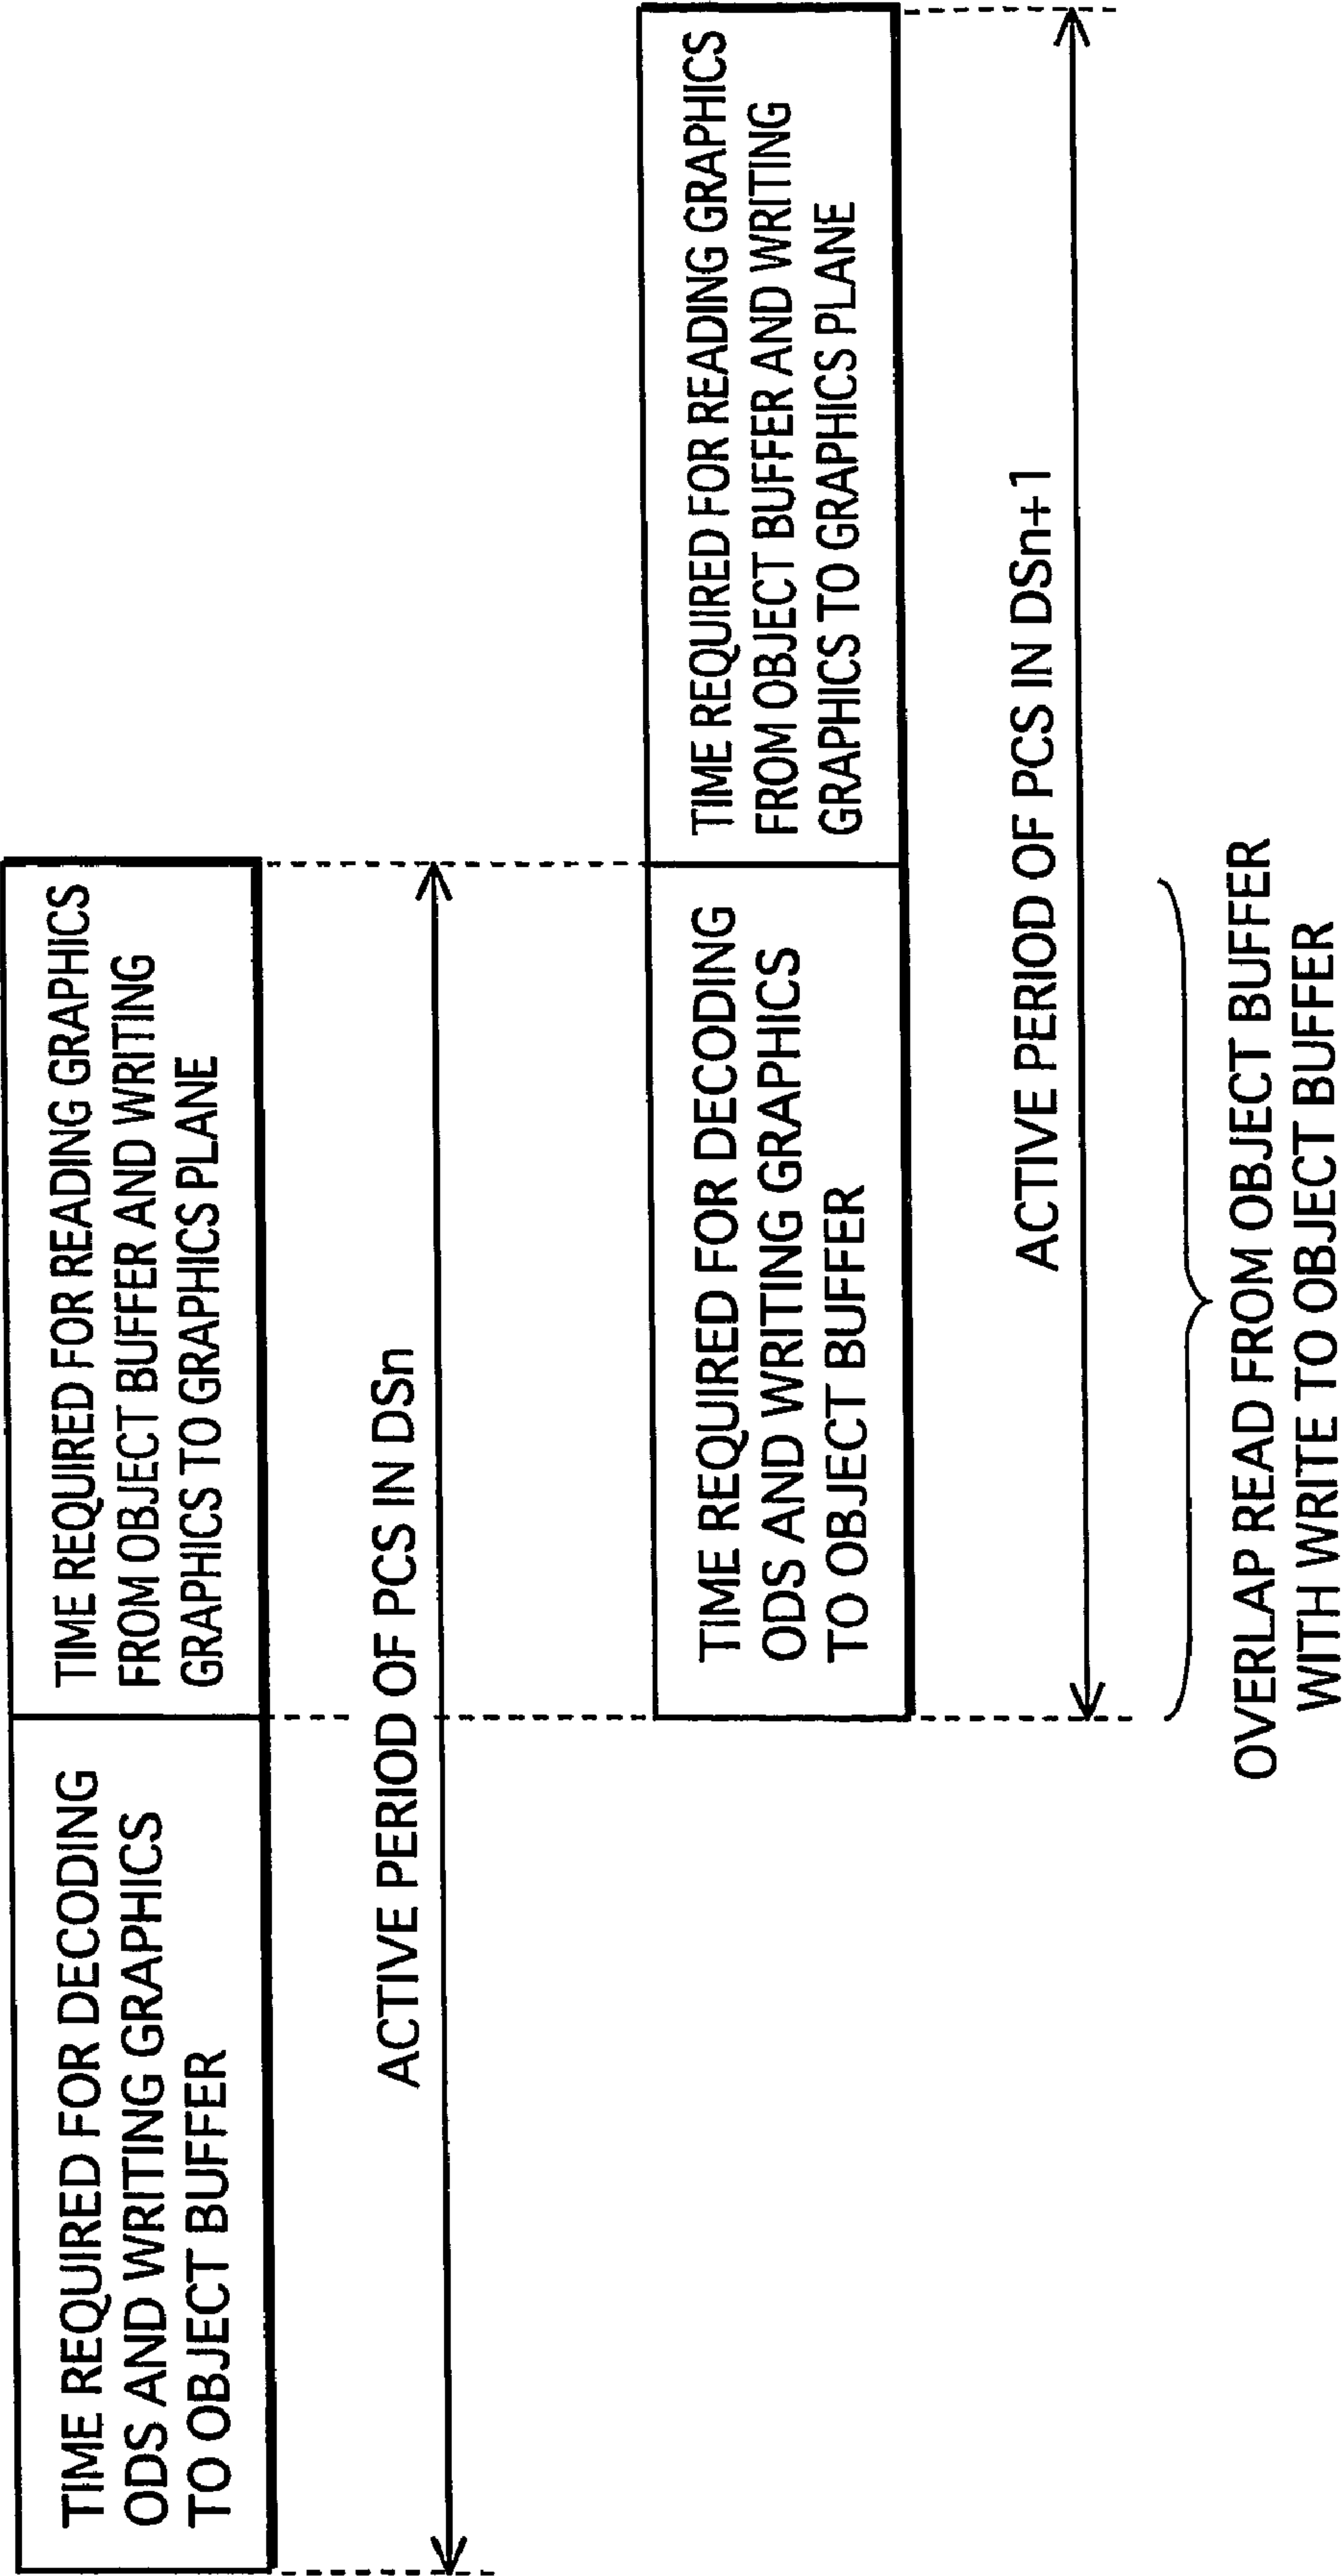 TIME REQUIRED FOR DECODING
ODS AND WRITING GRAPHICS
TO OBJECT BUFFER
TIME REQUIRED FOR READING GRAPHICS
FROM OBJECT BUFFER AND WRITING
GRAPHICS TO GRAPHICS PLANE
ACTIVE PERIOD OF PCS IN DSn
TIME REQUIRED FOR DECODING
ODS AND WRITING GRAPHICS
TO OBJECT BUFFER
TIME REQUIRED FOR READING GRAPHICS
FROM OBJECT BUFFER AND WRITING
GRAPHICS TO GRAPHICS PLANE
ACTIVE PERIOD OF PCS IN DSn+1
OVERLAP READ FROM OBJECT BUFFER
WITH WRITE TO OBJECT BUFFER